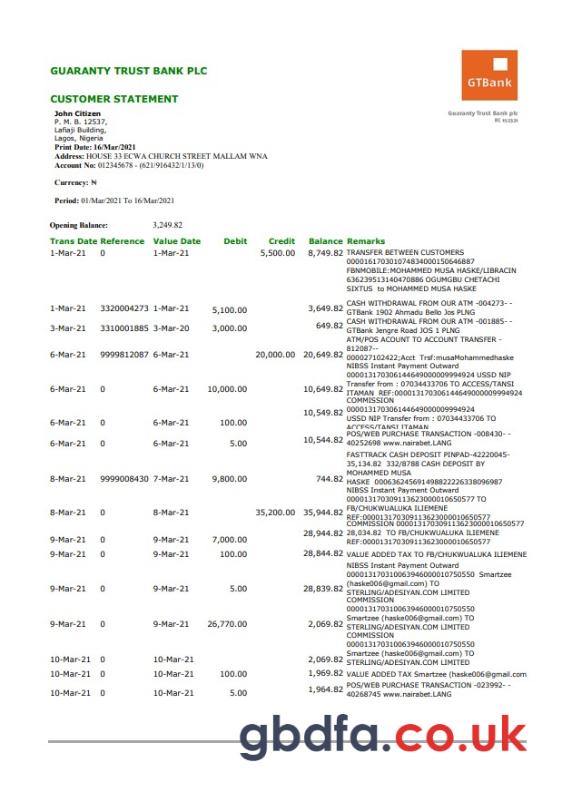 GUARANTY TRUST BANK PLC
GTBank
CUSTOMER STATEMENT
Guaranty Trust Bank plc
John Citizen
P. M. B. 12537,
Lafiaji Building,
Lagos, Nigeria
Print Date: 16/Mar/2021
Address: HOUSE 33 ECWA CHURCH STREET MALLAM WNA
Account No: 012345678 - (621/916432/1/13/0)
Currency: ₦
Period: 01/Mar/2021 To 16/Mar/2021
Opening Balance: 3,249.82
Trans Date Reference Value Date Debit Credit Balance Remarks
1-Mar-21 0 1-Mar-21 5,500.00 8,749.82 TRANSFER BETWEEN CUSTOMERS
000016170301074834000150646887
FBNMOBILE:MOHAMMED MUSA HASKE/LIBRACIN
636239513140470886 OGUMGBU CHETACHI
SIXTUS to MOHAMMED MUSA HASKE
1-Mar-21 3320004273 1-Mar-21 5,100.00 3,649.82 CASH WITHDRAWAL FROM OUR ATM -004273- -
GTBank 1902 Ahmadu Bello Jos PLNG
3-Mar-21 3310001885 3-Mar-20 3,000.00 649.82 CASH WITHDRAWAL FROM OUR ATM -001885- -
GTBank Jengre Road JOS 1 PLNG
ATM/POS ACOUNT TO ACCOUNT TRANSFER -
812087--
6-Mar-21 9999812087 6-Mar-21 20,000.00 20,649.82 000027102422;Acct Trsf:musaMohammedhaske
NIBSS Instant Payment Outward
0000131703061446490000099994924 USSD NIP
6-Mar-21 0 6-Mar-21 10,000.00 10,649.82 Transfer from : 07034433706 TO ACCESS/TANSI
ITAMAN REF:0000131703061446490000099994924
COMMISSION
10,549.82 0000131703061446490000099994924
6-Mar-21 0 6-Mar-21 100.00 USSD NIP Transfer from : 07034433706 TO
ACCESS/TANSI ITAMAN
6-Mar-21 0 6-Mar-21 5.00 10,544.82 POS/WEB PURCHASE TRANSACTION -008430- -
40252698 www.nairabet.LANG
FASTTRACK CASH DEPOSIT PINPAD-42220045-
35,134.82 332/8788 CASH DEPOSIT BY
MOHAMMED MUSA
8-Mar-21 9999008430 7-Mar-21 9,800.00 744.82 HASKE 000636245691498822226338096987
NIBSS Instant Payment Outward
000013170309113623000010650577 TO
8-Mar-21 0 8-Mar-21 35,200.00 35,944.82 FB/CHUKWUALUKA ILIEMENE
REF:000013170309113623000010650577
COMMISSION 000013170309113623000010650577
9-Mar-21 0 9-Mar-21 7,000.00 28,944.82 28,034.82 TO FB/CHUKWUALUKA ILIEMENE
REF:000013170309113623000010650577
9-Mar-21 0 9-Mar-21 100.00 28,844.82 VALUE ADDED TAX TO FB/CHUKWUALUKA ILIEMENE
NIBSS Instant Payment Outward
000013170310063946000010750550 Smartzee
9-Mar-21 0 9-Mar-21 5.00 28,839.82 (haske006@gmail.com) TO
STERLING/ADESIYAN.COM LIMITED
COMMISSION
000013170310063946000010750550
Smartzee (haske006@gmail.com) TO
9-Mar-21 0 9-Mar-21 26,770.00 2,069.82 STERLING/ADESIYAN.COM LIMITED
COMMISSION
000013170310063946000010750550
Smartzee (haske006@gmail.com) TO
10-Mar-21 0 10-Mar-21 2,069.82 STERLING/ADESIYAN.COM LIMITED
10-Mar-21 0 10-Mar-21 100.00 1,969.82 VALUE ADDED TAX Smartzee (haske006@gmail.com
10-Mar-21 0 10-Mar-21 5.00 1,964.82 POS/WEB PURCHASE TRANSACTION -023992- -
40268745 www.nairabet.LANG
gbdfa.co.uk